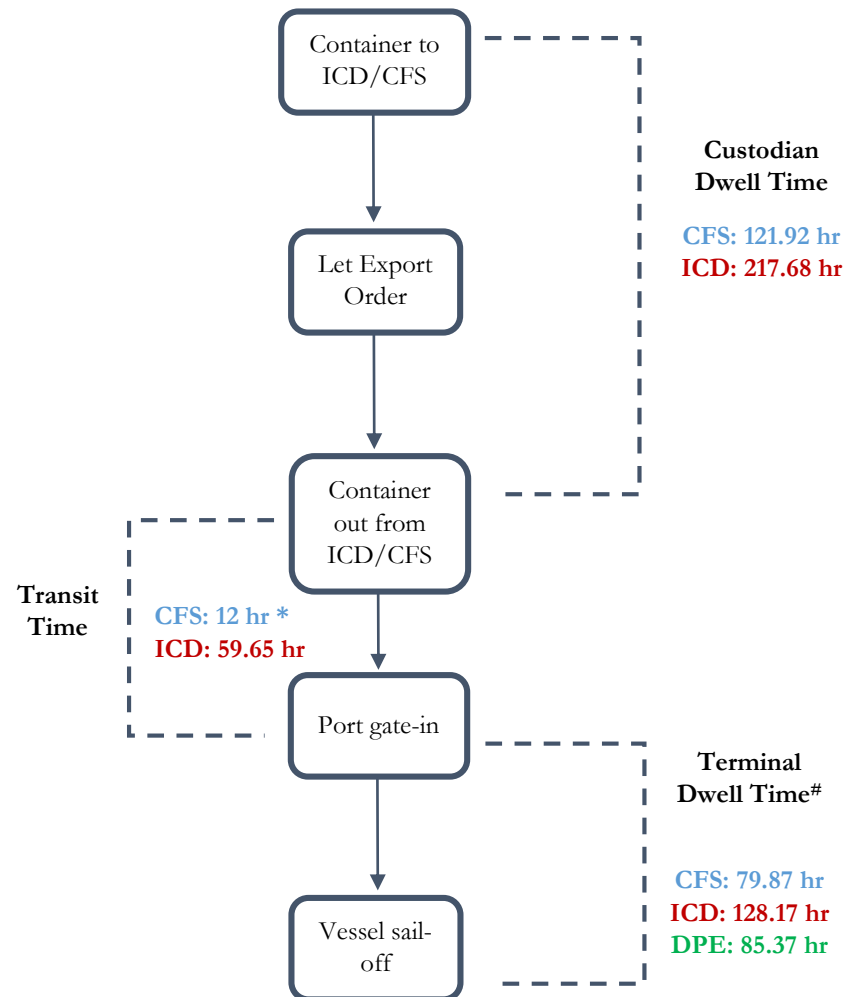 Container to
ICD/CFS
Custodian
Dwell Time
CFS: 121.92 hr
ICD: 217.68 hr
Let Export
Order
Container
out from
ICD/CFS
Transit
Time
CFS: 12 hr *
ICD: 59.65 hr
Port gate-in
Terminal
Dwell Time#
CFS: 79.87 hr
ICD: 128.17 hr
DPE: 85.37 hr
Vessel sail-
off